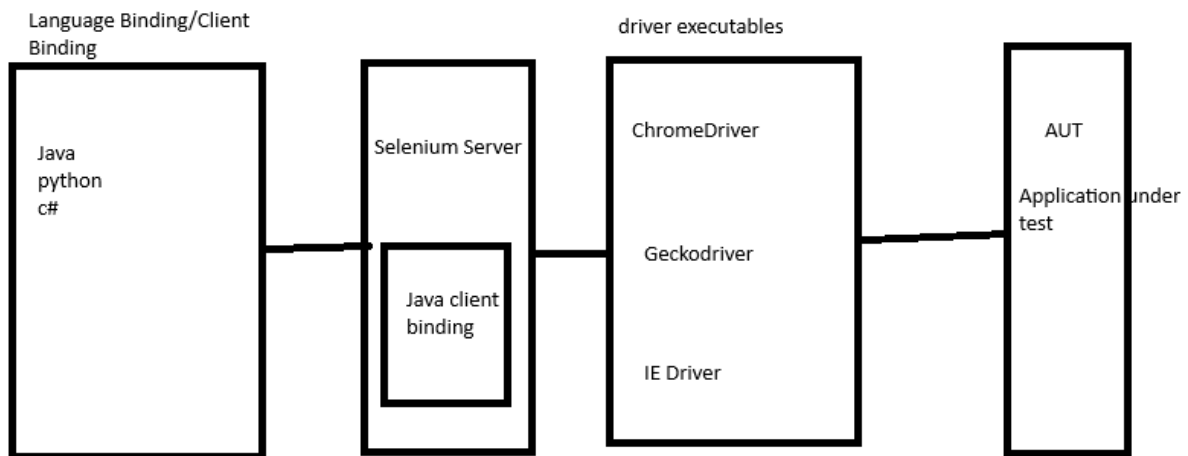 Language Binding/Client
Binding
Java
python
c#
Selenium Server
Java client
binding
driver executables
ChromeDriver
Geckodriver
IE Driver
AUT
Application under
test